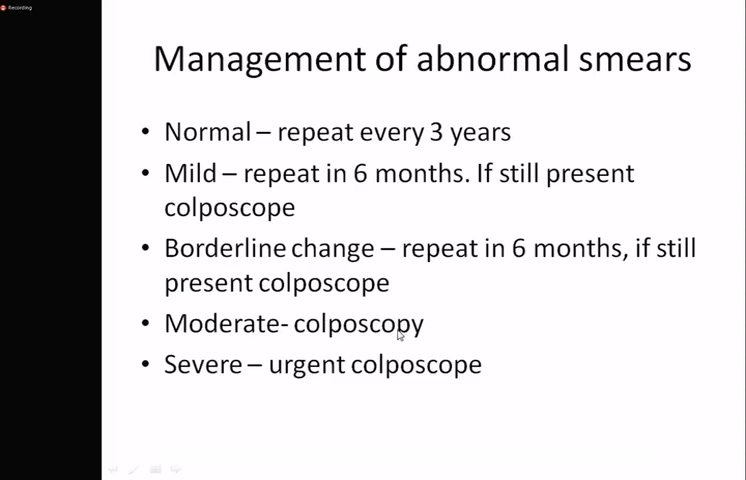 Recording
Management of abnormal smears
• Normal – repeat every 3 years
• Mild – repeat in 6 months. If still present
colposcope
• Borderline change – repeat in 6 months, if still
present colposcope
• Moderate- colposcopy
• Severe – urgent colposcope